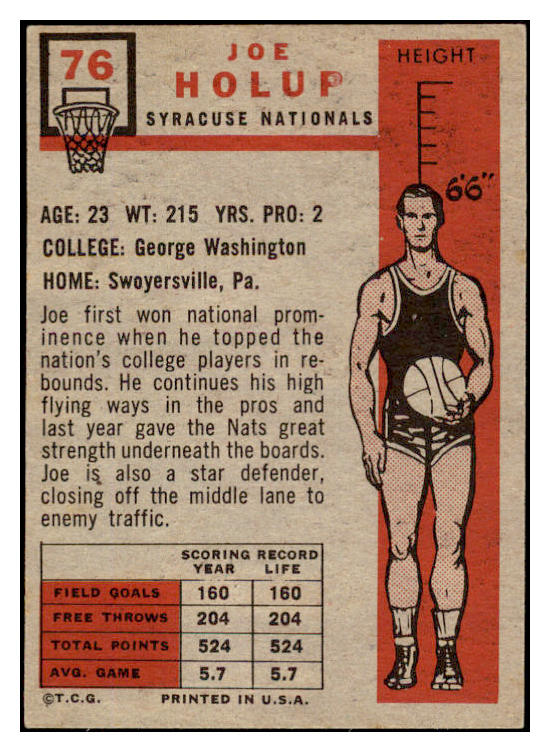 76
JOE
HOLUP
SYRACUSE NATIONALS
HEIGHT
6'6"
AGE: 23 WT: 215 YRS. PRO: 2
COLLEGE: George Washington
HOME: Swoyersville, Pa.
Joe first won national prom-
inence when he topped the
nation's college players in re-
bounds. He continues his high
flying ways in the pros and
last year gave the Nats great
strength underneath the boards.
Joe is also a star defender,
closing off the middle lane to
enemy traffic.
SCORING RECORD
YEAR LIFE
FIELD GOALS 160 160
FREE THROWS 204 204
TOTAL POINTS 524 524
AVG. GAME 5.7 5.7
©T.C.G. PRINTED IN U.S.A.